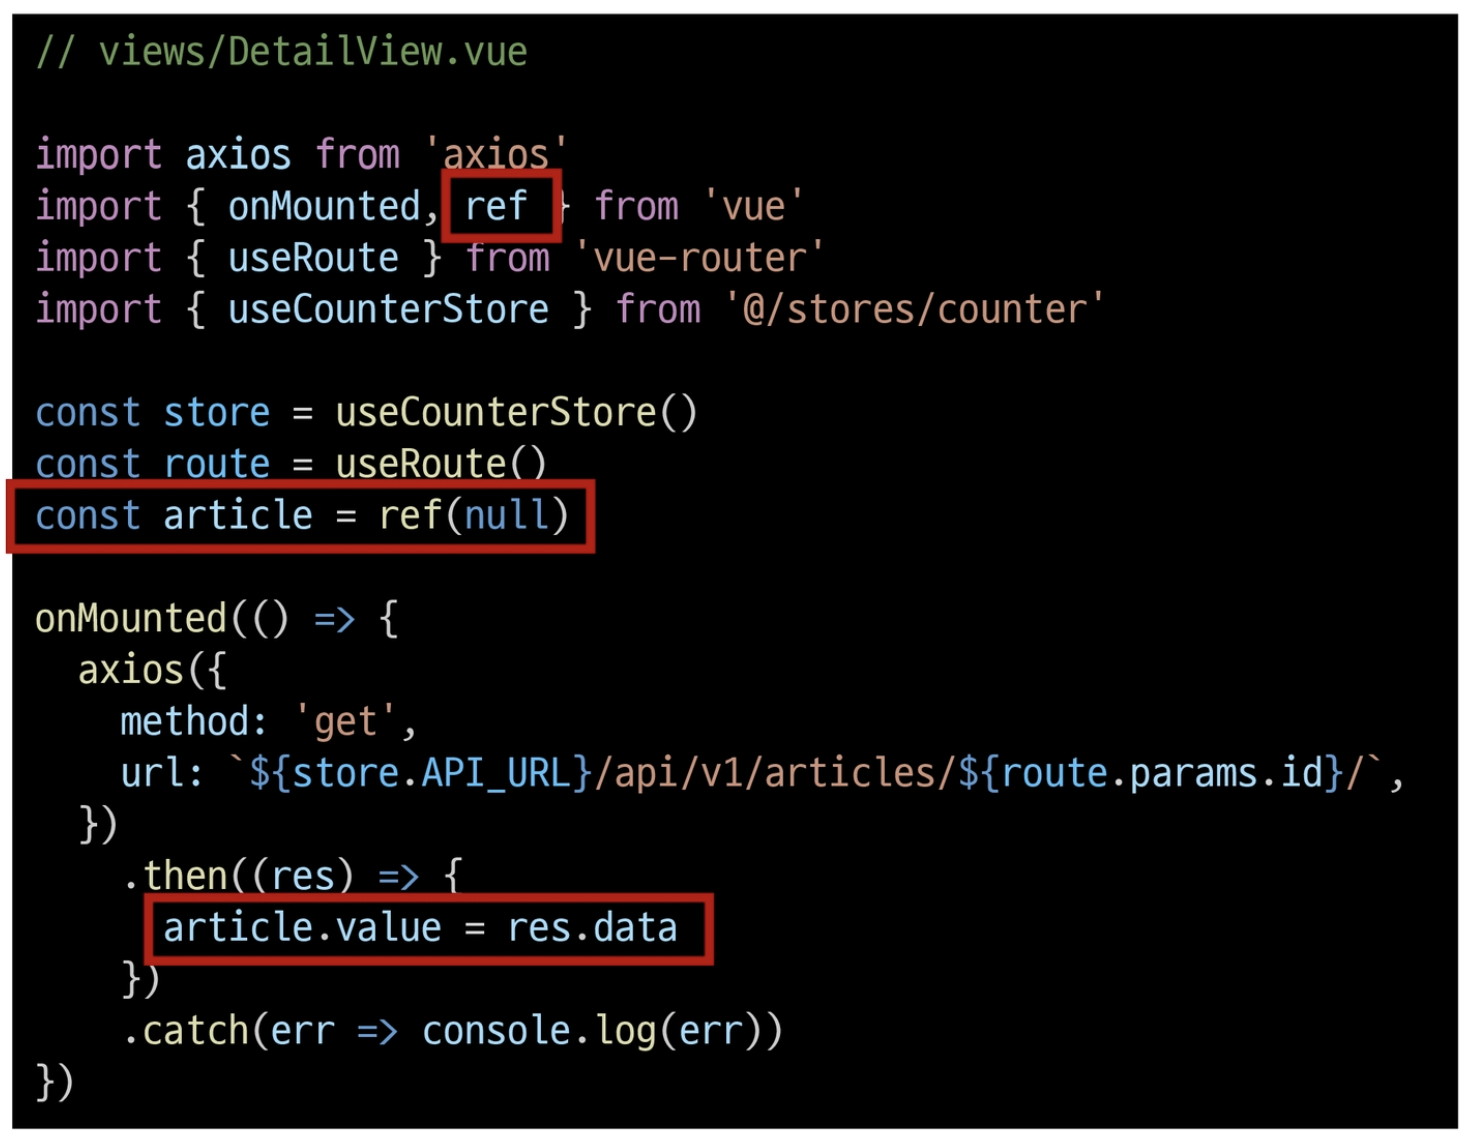 // views/DetailView.vue

import axios from 'axios'
import { onMounted, ref } from 'vue'
import { useRoute } from 'vue-router'
import { useCounterStore } from '@/stores/counter'

const store = useCounterStore()
const route = useRoute()
const article = ref(null)

onMounted(() => {
  axios({
    method: 'get',
    url: `${store.API_URL}/api/v1/articles/${route.params.id}/`,
  })
    .then((res) => {
      article.value = res.data
    })
    .catch(err => console.log(err))
})